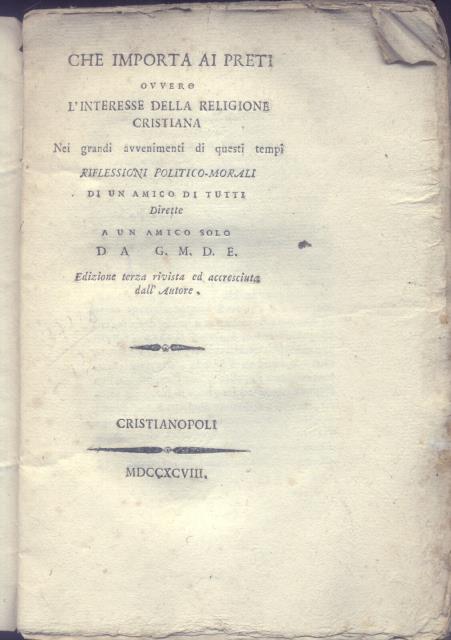 CHE IMPORTA AI PRETI
OVVERO
L'INTERESSE DELLA RELIGIONE
CRISTIANA
Nei grandi avvenimenti di questi tempi
RIFLESSIONI POLITICO-MORALI
DI UN AMICO DI TUTTI
Dirette
A UN AMICO SOLO
DA G. M. D. E.
Edizione terza rivista ed accresciuta
dall' Autore.
CRISTIANOPOLI
MDCCXCVIII.